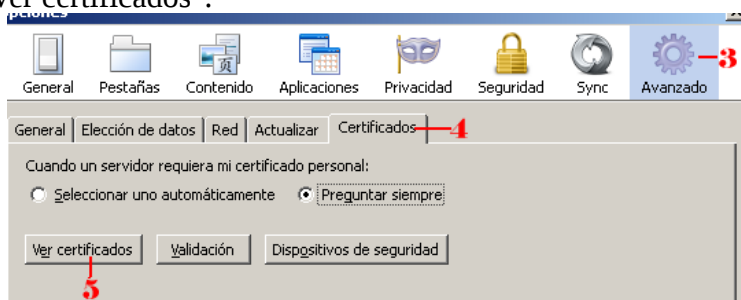 Ver certificados".
pciones
General Pestañas Contenido Aplicaciones Privacidad Seguridad Sync Avanzado 3
General Elección de datos Red Actualizar Certificados 4
Cuando un servidor requiera mi certificado personal:
Seleccionar uno automáticamente Preguntar siempre
Ver certificados Validación Dispositivos de seguridad
5